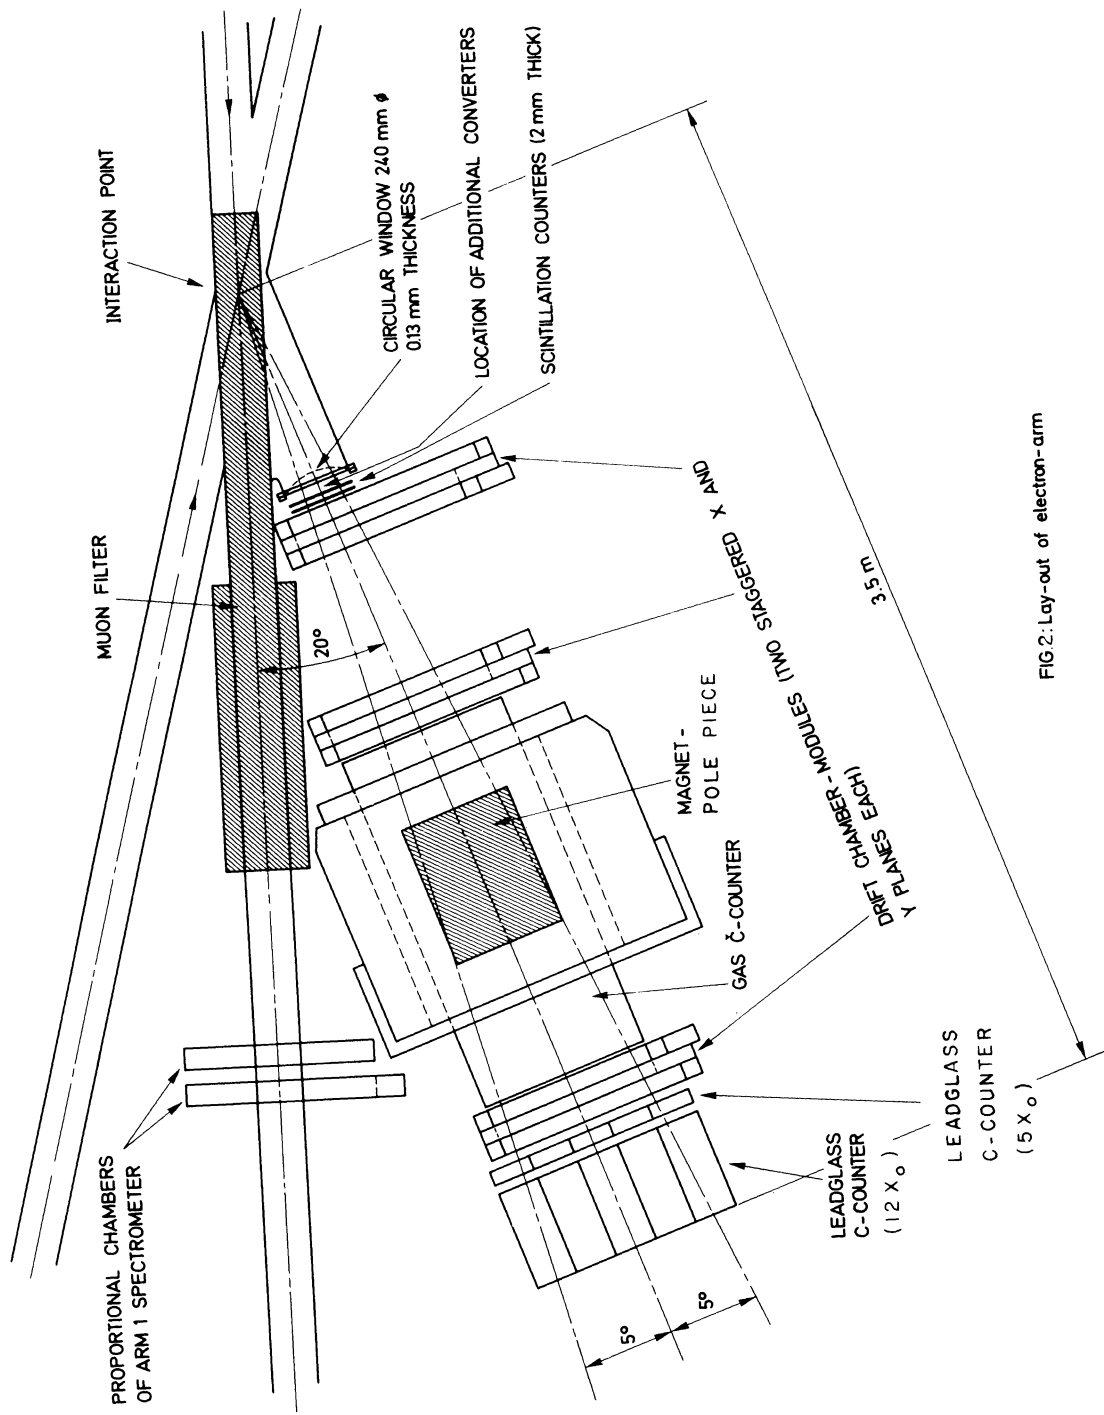 INTERACTION POINT
MUON FILTER
PROPORTIONAL CHAMBERS
OF ARM 1 SPECTROMETER
20°
CIRCULAR WINDOW 240 mm ϕ
0.13 mm THICKNESS
LOCATION OF ADDITIONAL CONVERTERS
SCINTILLATION COUNTERS (2 mm THICK)
MAGNET-
POLE PIECE
GAS Č-COUNTER
DRIFT CHAMBER-MODULES (TWO STAGGERED X AND
Y PLANES EACH)
3.5 m
LEADGLASS
C-COUNTER
(12 X₀)
LEADGLASS
C-COUNTER
(5 X₀)
5°
5°
FIG.2: Lay-out of electron-arm